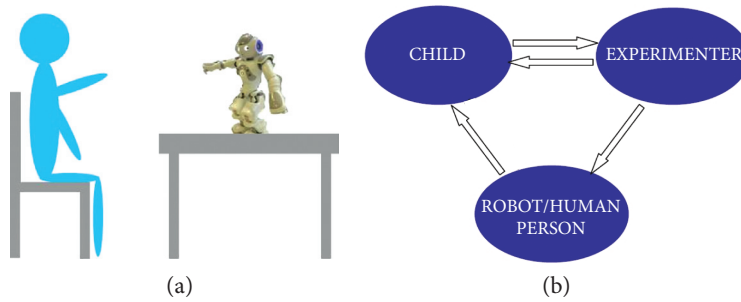 CHILD
EXPERIMENTER
ROBOT/HUMAN
PERSON
(a)
(b)